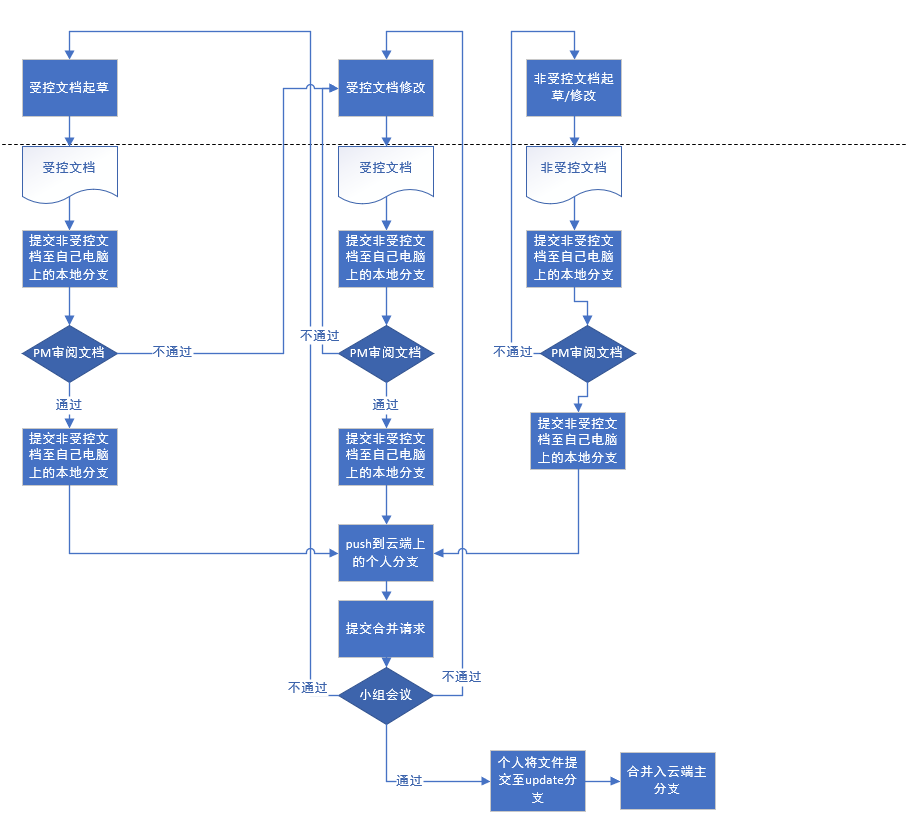 受控文档起草
受控文档修改
非受控文档起
草/修改
受控文档
受控文档
非受控文档
提交非受控文
档至自己电脑
上的本地分支
提交非受控文
档至自己电脑
上的本地分支
提交非受控文
档至自己电脑
上的本地分支
PM审阅文档
不通过
不通过
PM审阅文档
不通过
PM审阅文档
通过
通过
提交非受控文
档至自己电脑
上的本地分支
提交非受控文
档至自己电脑
上的本地分支
提交非受控文
档至自己电脑
上的本地分支
push到云端上
的个人分支
提交合并请求
不通过
小组会议
不通过
通过
个人将文件提
交至update分
支
合并入云端主
分支